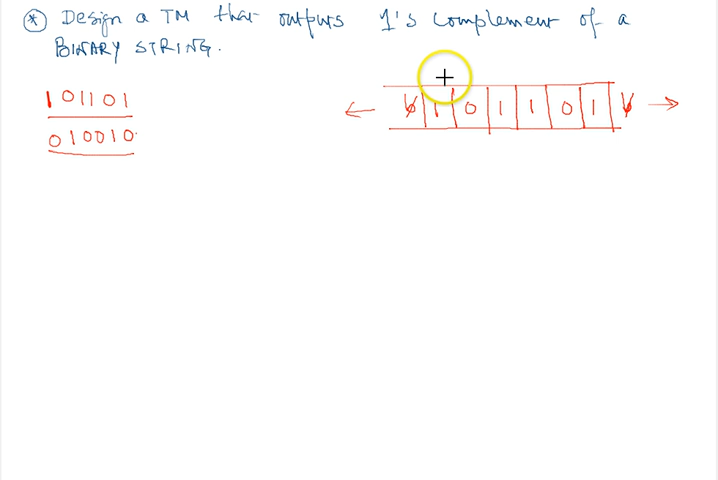 * Design a TM that outputs 1's complement of a
BINARY STRING.
101101
010010
ƀ 1 0 1 1 0 1 ƀ